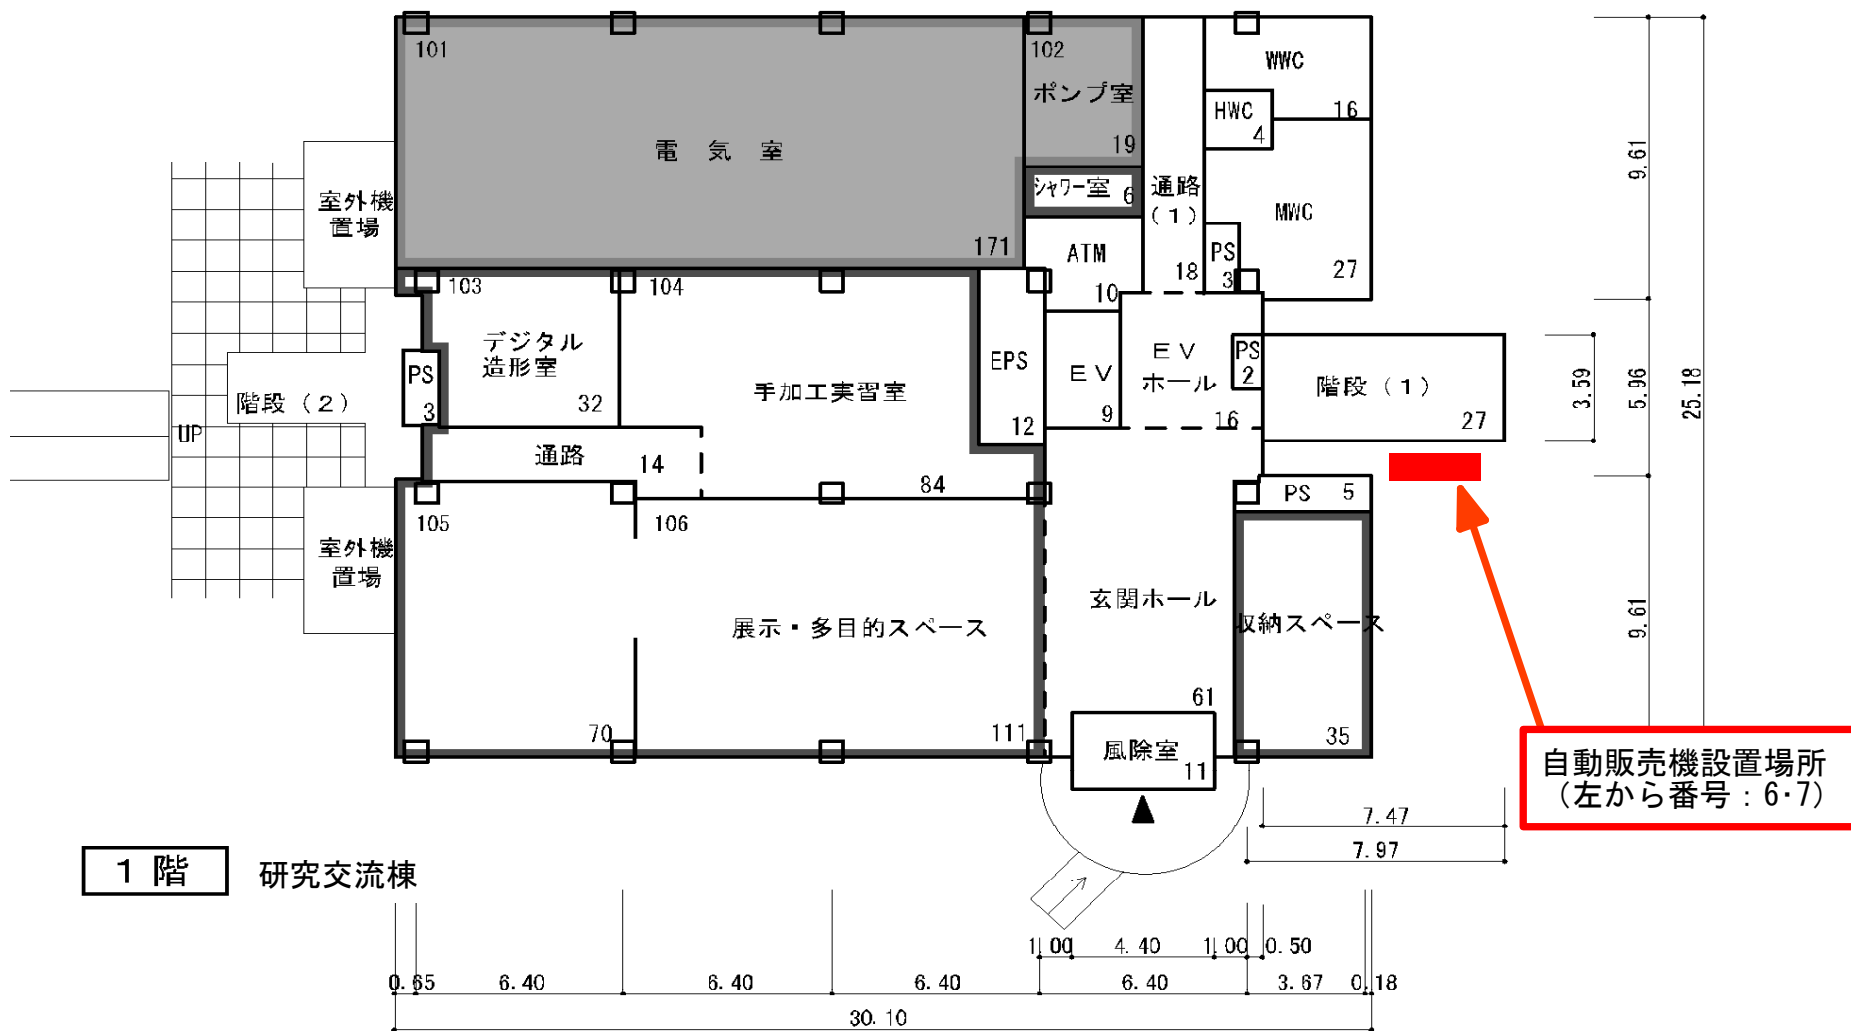 101
102
ポンプ室
19
電気室
171
シャワー室 6
ATM
10
通路
(1)
18
WWC
16
HWC
4
MWC
27
PS
3
室外機
置場
103
デジタル
造形室
32
104
手加工実習室
84
EPS
12
EV
9
EV
ホール
16
PS
2
階段(1)
27
PS
3
階段(2)
UP
通路 14
105
70
106
展示・多目的スペース
111
室外機
置場
玄関ホール
61
PS 5
収納スペース
35
風除室
11
9.61
3.59
5.96
25.18
9.61
自動販売機設置場所
(左から番号:6・7)
7.47
7.97
1階 研究交流棟
1.00 4.40 1.00 0.50
0.65 6.40 6.40 6.40 6.40 3.67 0.18
30.10